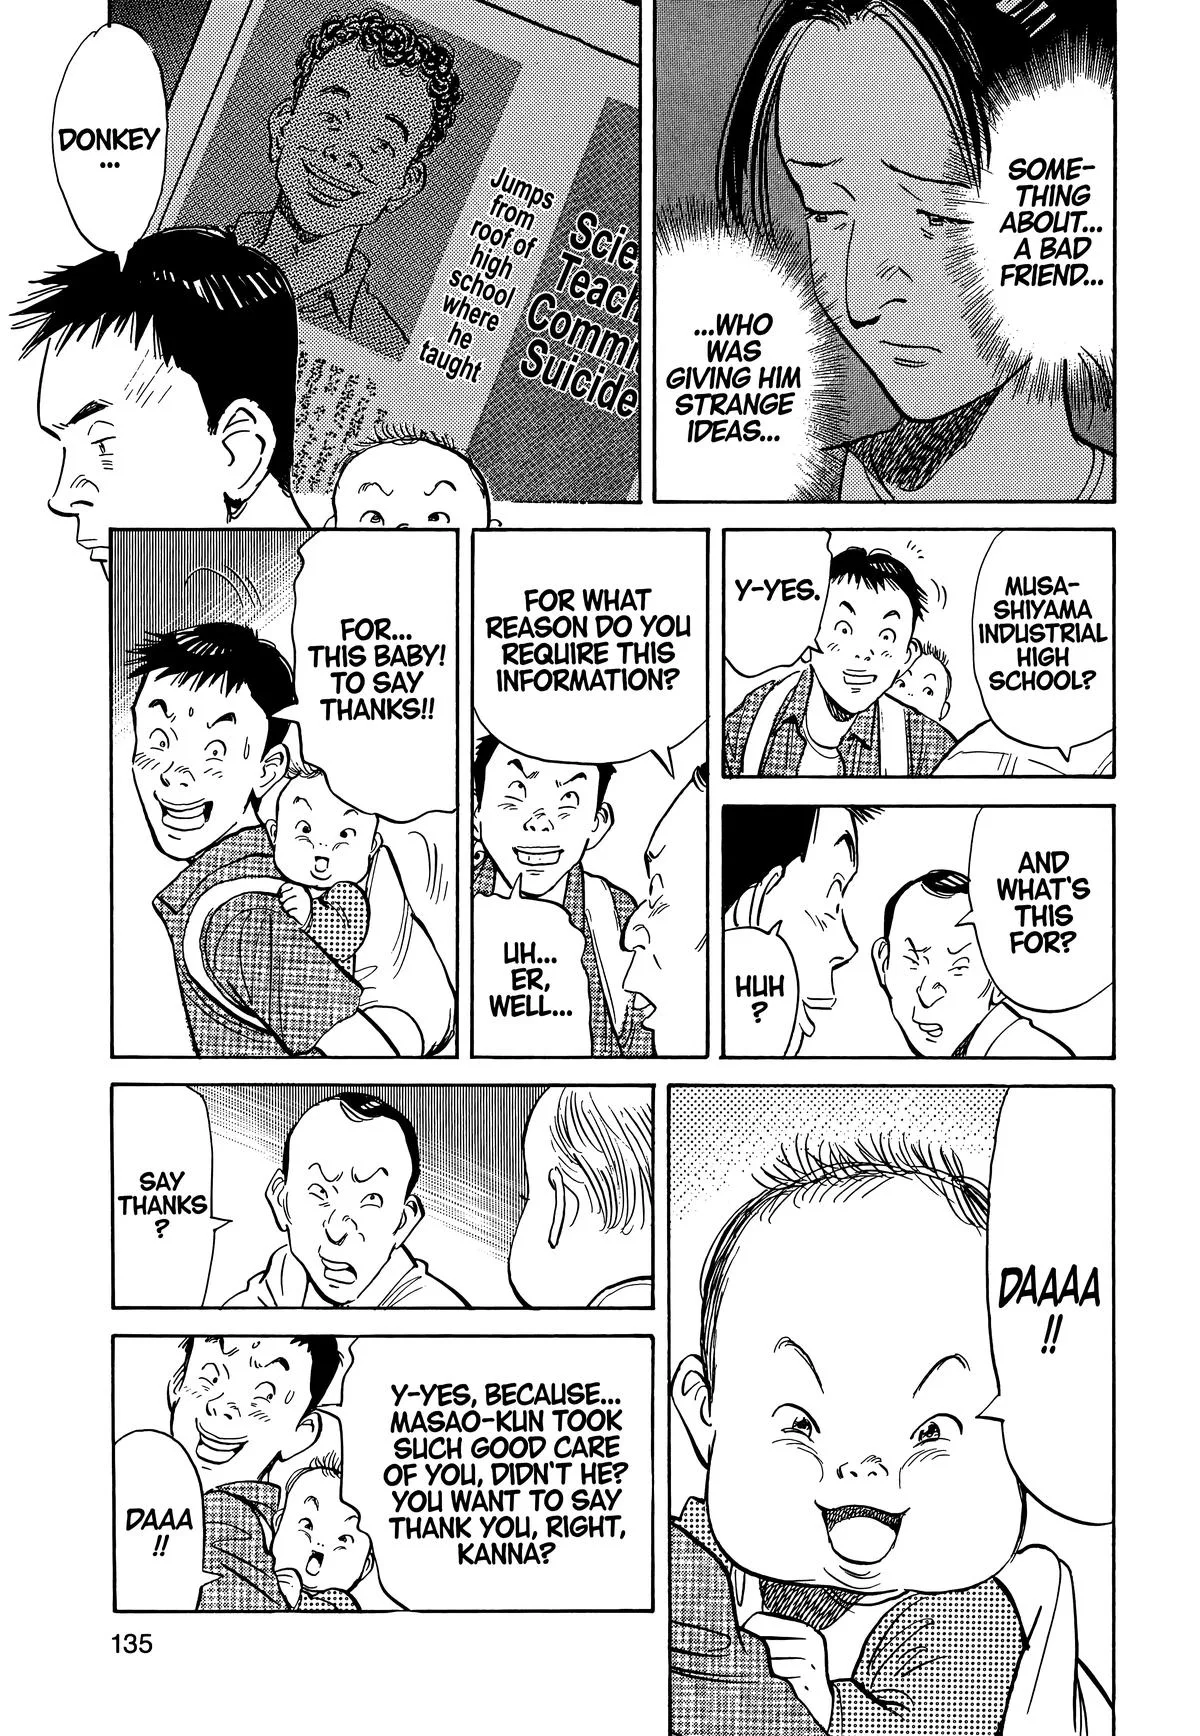 SOME-
THING
ABOUT...
A BAD
FRIEND...
...WHO
WAS
GIVING HIM
STRANGE
IDEAS...
Jumps
from
roof of
high
school
where
he
taught
Suicide
DONKEY
...
MUSA-
SHIYAMA
INDUSTRIAL
HIGH
SCHOOL?
Y-YES.
AND
WHAT'S
THIS
FOR?
HUH
?
FOR WHAT
REASON DO YOU
REQUIRE THIS
INFORMATION?
UH...
ER,
WELL...
FOR...
THIS BABY!
TO SAY
THANKS!!
DAAAA
!!
SAY
THANKS
?
Y-YES, BECAUSE...
MASAO-KUN TOOK
SUCH GOOD CARE
OF YOU, DIDN'T HE?
YOU WANT TO SAY
THANK YOU, RIGHT,
KANNA?
DAAA
!!
135